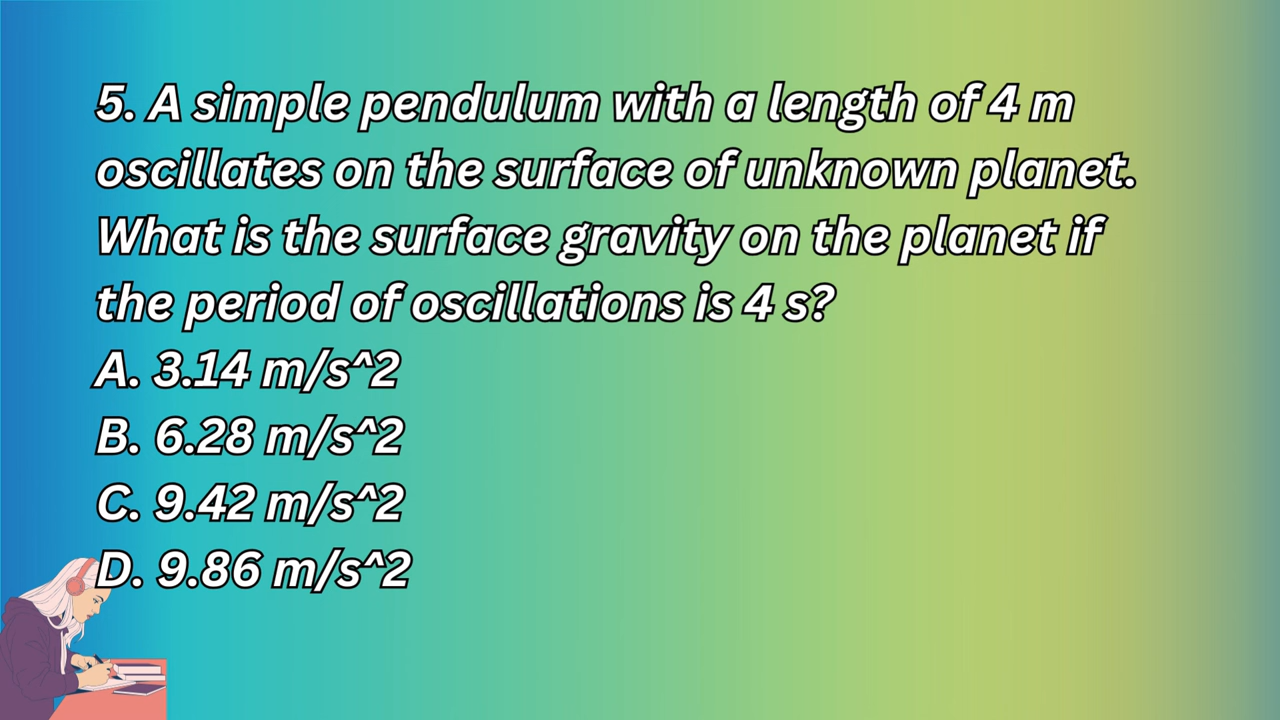 5. A simple pendulum with a length of 4 m
oscillates on the surface of unknown planet.
What is the surface gravity on the planet if
the period of oscillations is 4 s?
A. 3.14 m/s^2
B. 6.28 m/s^2
C. 9.42 m/s^2
D. 9.86 m/s^2